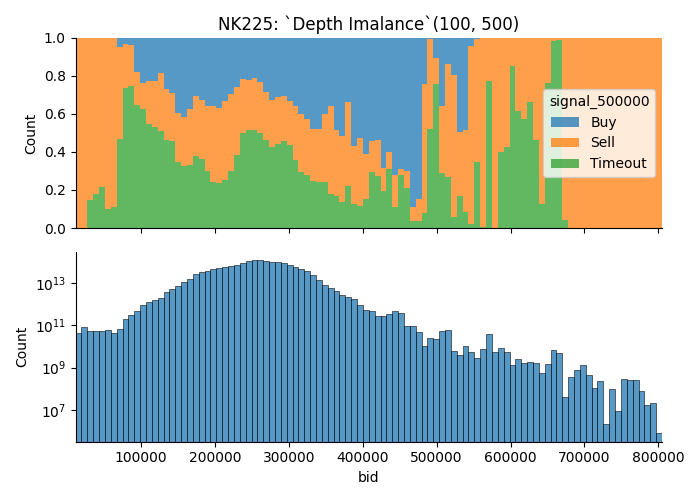 NK225: `Depth Imalance`(100, 500)
1.0
0.8
0.6
0.4
0.2
0.0
Count
signal_500000
Buy
Sell
Timeout
10^13
10^11
10^9
10^7
Count
100000 200000 300000 400000 500000 600000 700000 800000
bid